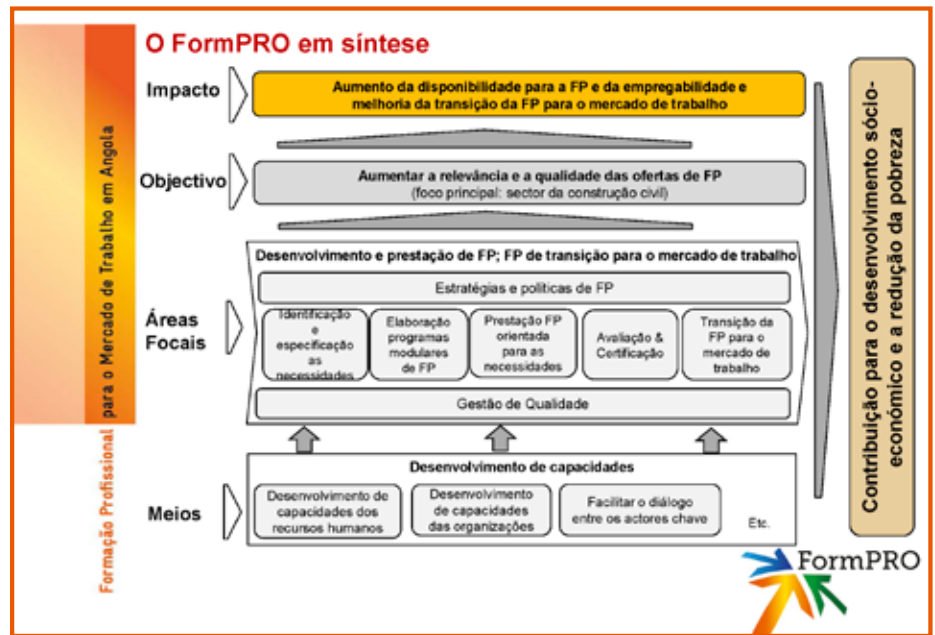 O FormPRO em síntese
Impacto
Aumento da disponibilidade para a FP e da empregabilidade e
melhoria da transição da FP para o mercado de trabalho
Objectivo
Aumentar a relevância e a qualidade das ofertas de FP
(foco principal: sector da construção civil)
Áreas
Focais
Desenvolvimento e prestação de FP; FP de transição para o mercado de trabalho
Estratégias e políticas de FP
Identificação
e
especificação
as
necessidades
Elaboração
programas
modulares
de FP
Prestação FP
orientada
para as
necessidades
Avaliação &
Certificação
Transição da
FP para o
mercado de
trabalho
Gestão de Qualidade
Meios
Desenvolvimento de capacidades
Desenvolvimento de
capacidades dos
recursos humanos
Desenvolvimento
de capacidades
das organizações
Facilitar o diálogo
entre os actores chave
Etc.
Contribuição para o desenvolvimento sócio-
económico e a redução da pobreza
Formação Profissional para o Mercado de Trabalho em Angola
FormPRO